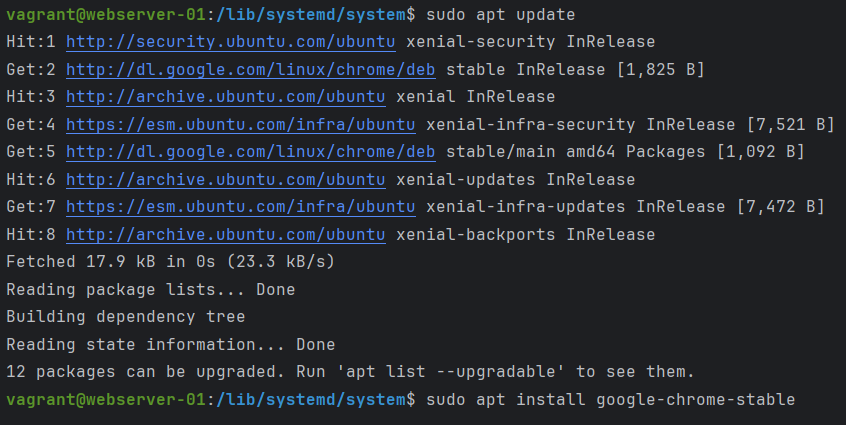 vagrant@webserver-01:/lib/systemd/system$ sudo apt update
Hit:1 http://security.ubuntu.com/ubuntu xenial-security InRelease
Get:2 http://dl.google.com/linux/chrome/deb stable InRelease [1,825 B]
Hit:3 http://archive.ubuntu.com/ubuntu xenial InRelease
Get:4 https://esm.ubuntu.com/infra/ubuntu xenial-infra-security InRelease [7,521 B]
Get:5 http://dl.google.com/linux/chrome/deb stable/main amd64 Packages [1,092 B]
Hit:6 http://archive.ubuntu.com/ubuntu xenial-updates InRelease
Get:7 https://esm.ubuntu.com/infra/ubuntu xenial-infra-updates InRelease [7,472 B]
Hit:8 http://archive.ubuntu.com/ubuntu xenial-backports InRelease
Fetched 17.9 kB in 0s (23.3 kB/s)
Reading package lists... Done
Building dependency tree
Reading state information... Done
12 packages can be upgraded. Run 'apt list --upgradable' to see them.
vagrant@webserver-01:/lib/systemd/system$ sudo apt install google-chrome-stable